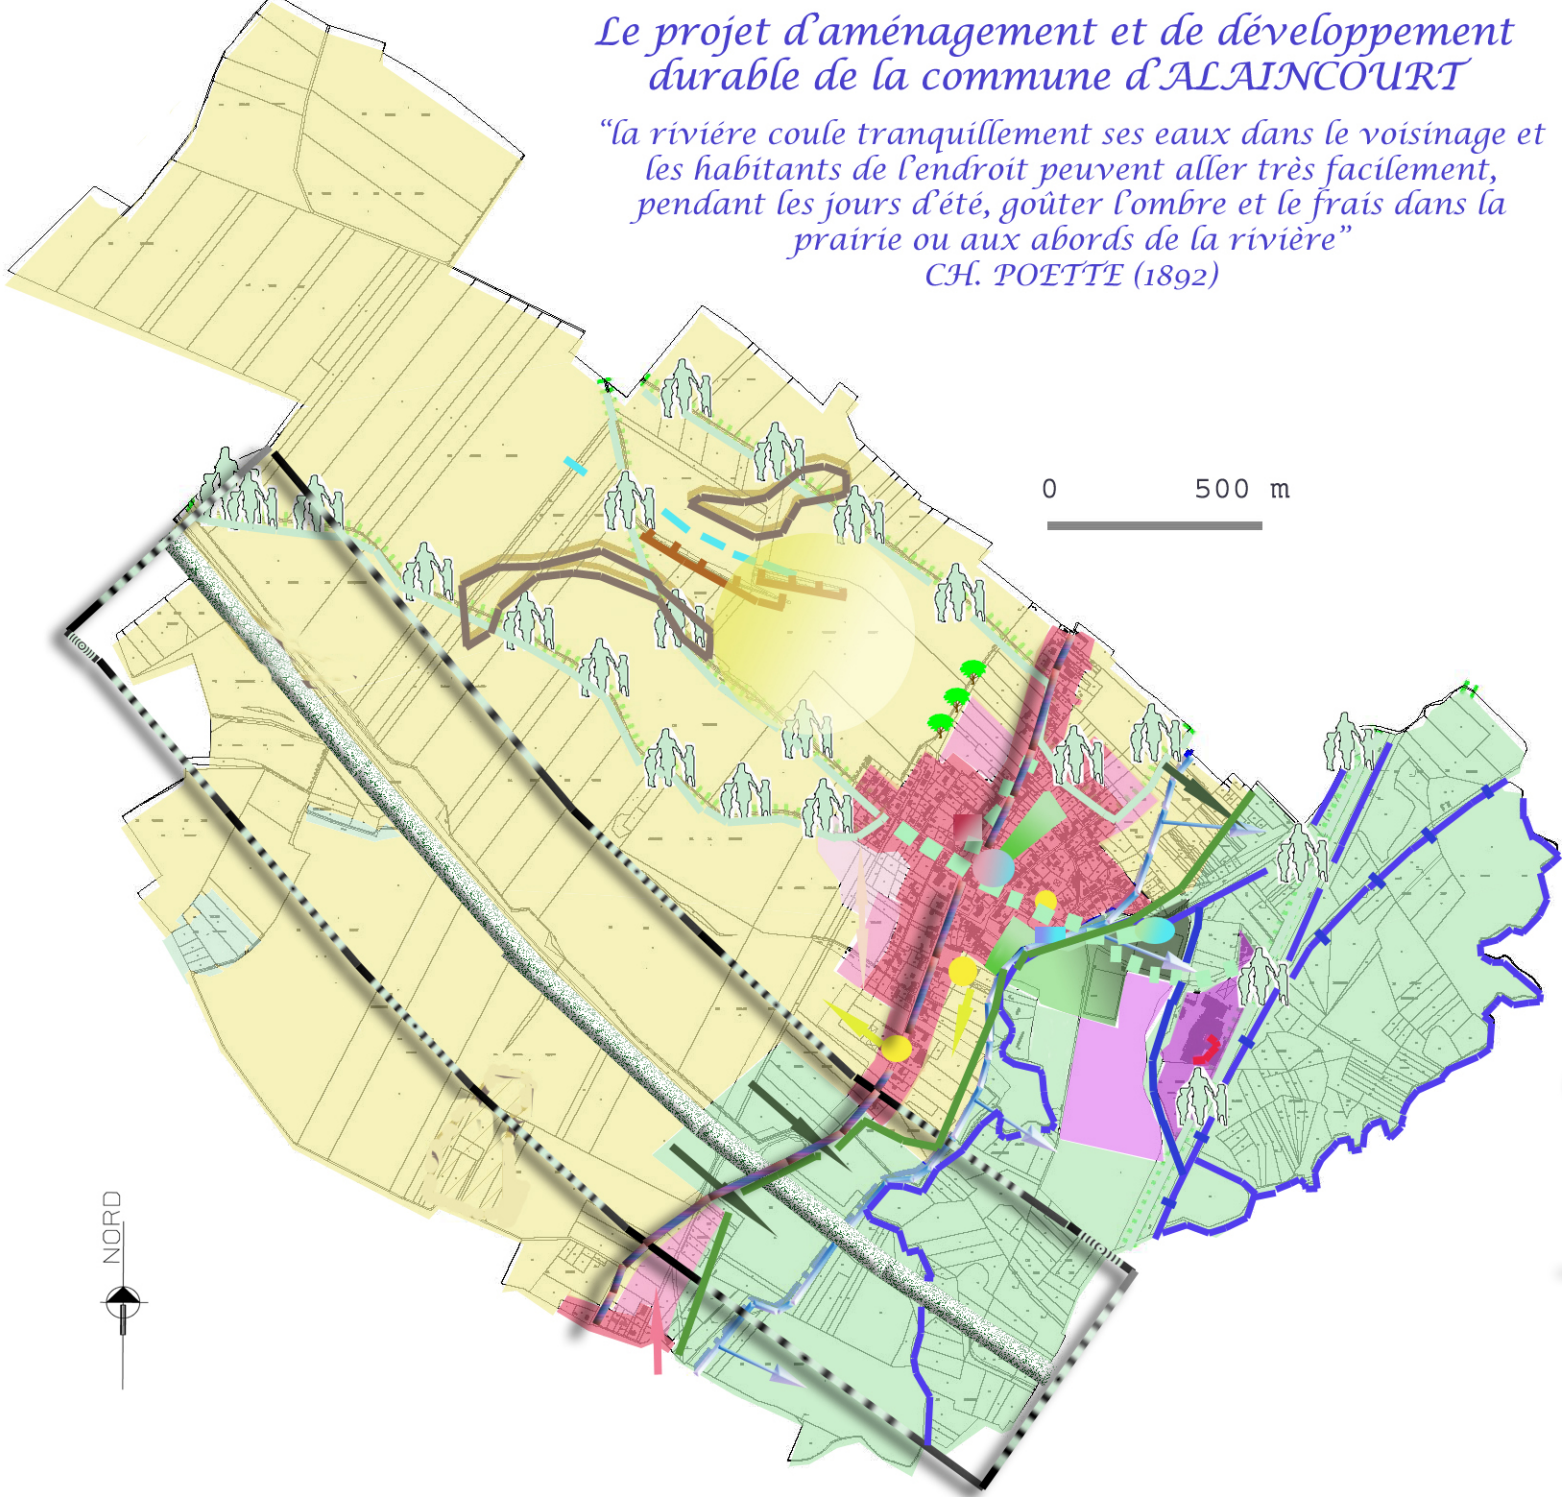 Le projet d'aménagement et de développement
durable de la commune d'ALAINCOURT
“la riviére coule tranquillement ses eaux dans le voisinage et
les habitants de l'endroit peuvent aller très facilement,
pendant les jours d'été, goûter l'ombre et le frais dans la
prairie ou aux abords de la rivière”
CH. POETTE (1892)
0 500 m
NORD